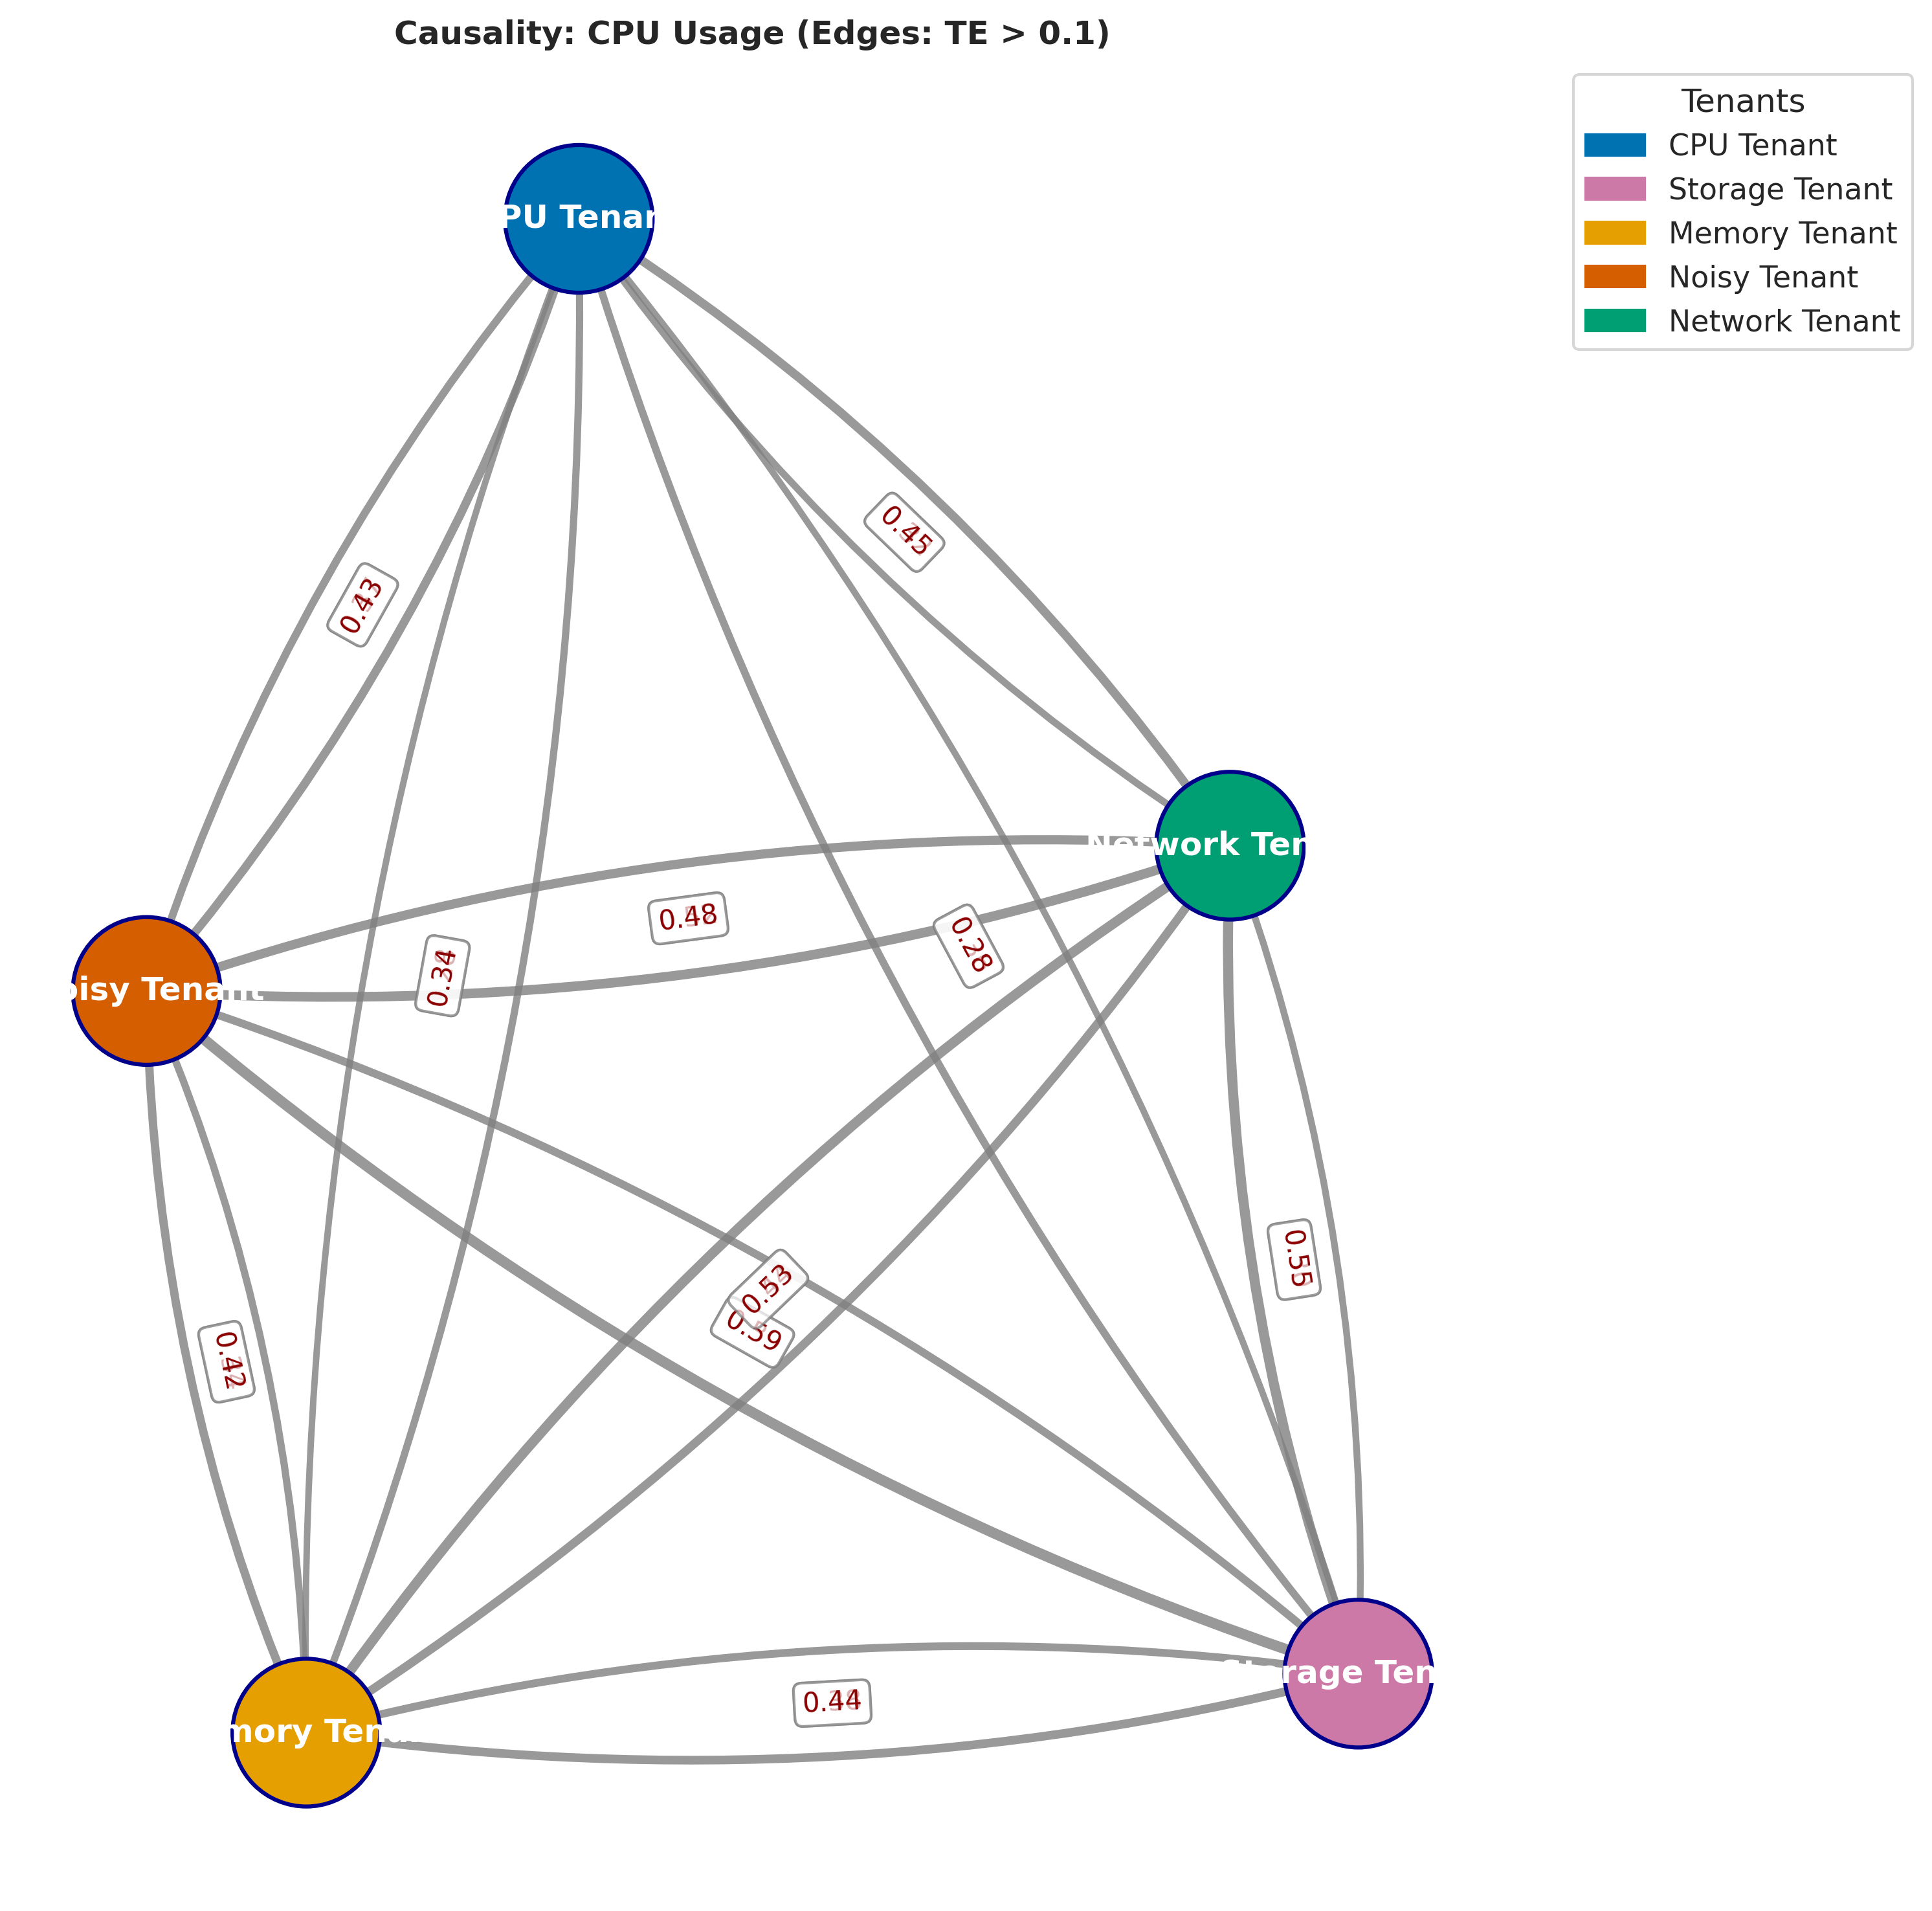 Causality: CPU Usage (Edges: TE > 0.1)
Tenants
CPU Tenant
Storage Tenant
Memory Tenant
Noisy Tenant
Network Tenant
PU Tenan
0.45
0.43
Network Ten
0.48
0.28
0.34
oisy Tenant
0.55
0.53
0.59
0.42
Storage Ten
0.44
mory Tena